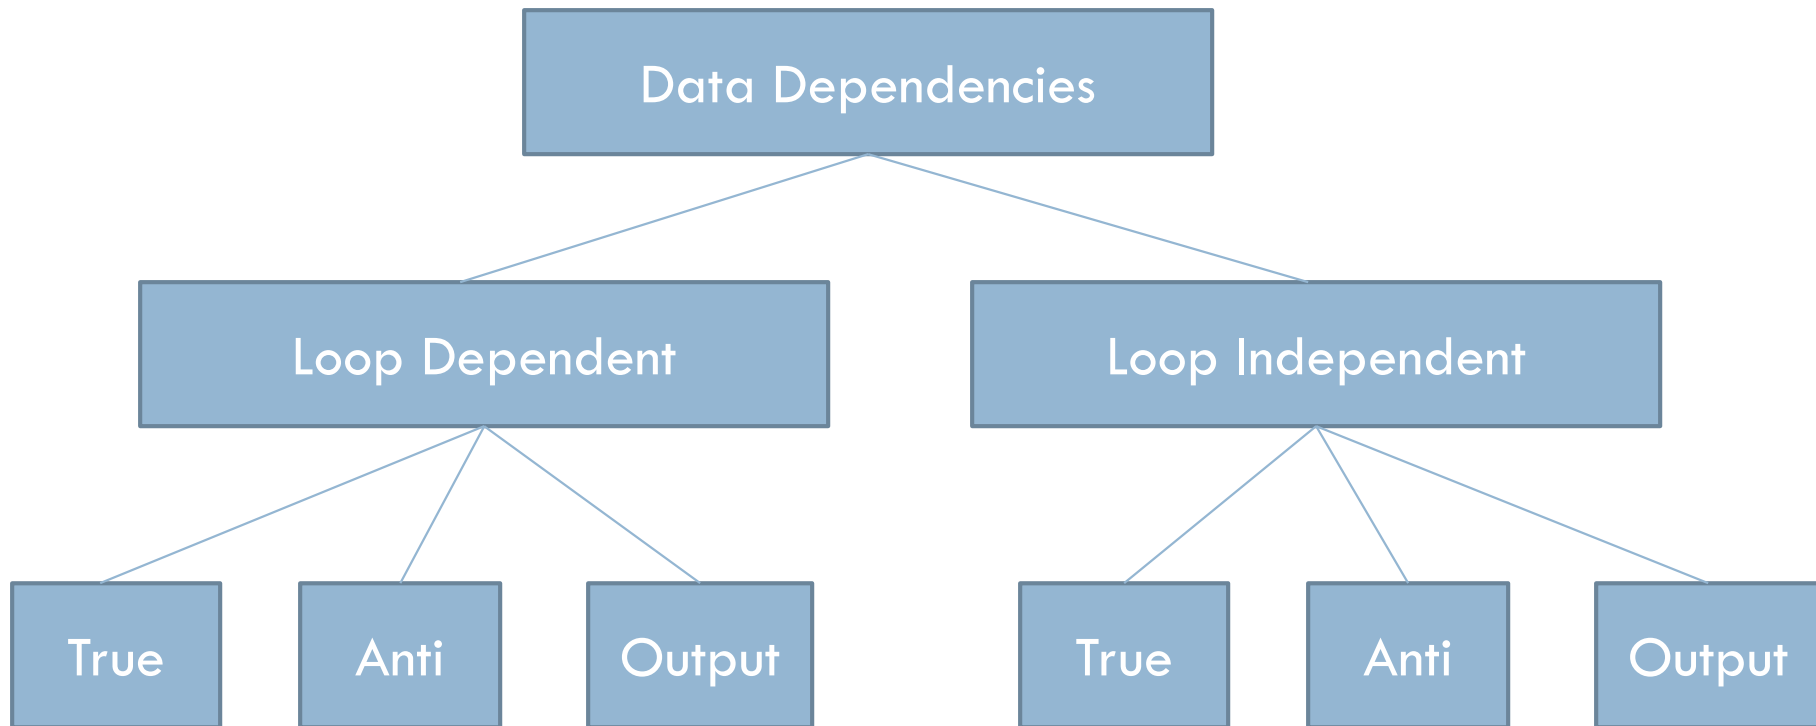 Data Dependencies
Loop Dependent
Loop Independent
True
Anti
Output
True
Anti
Output